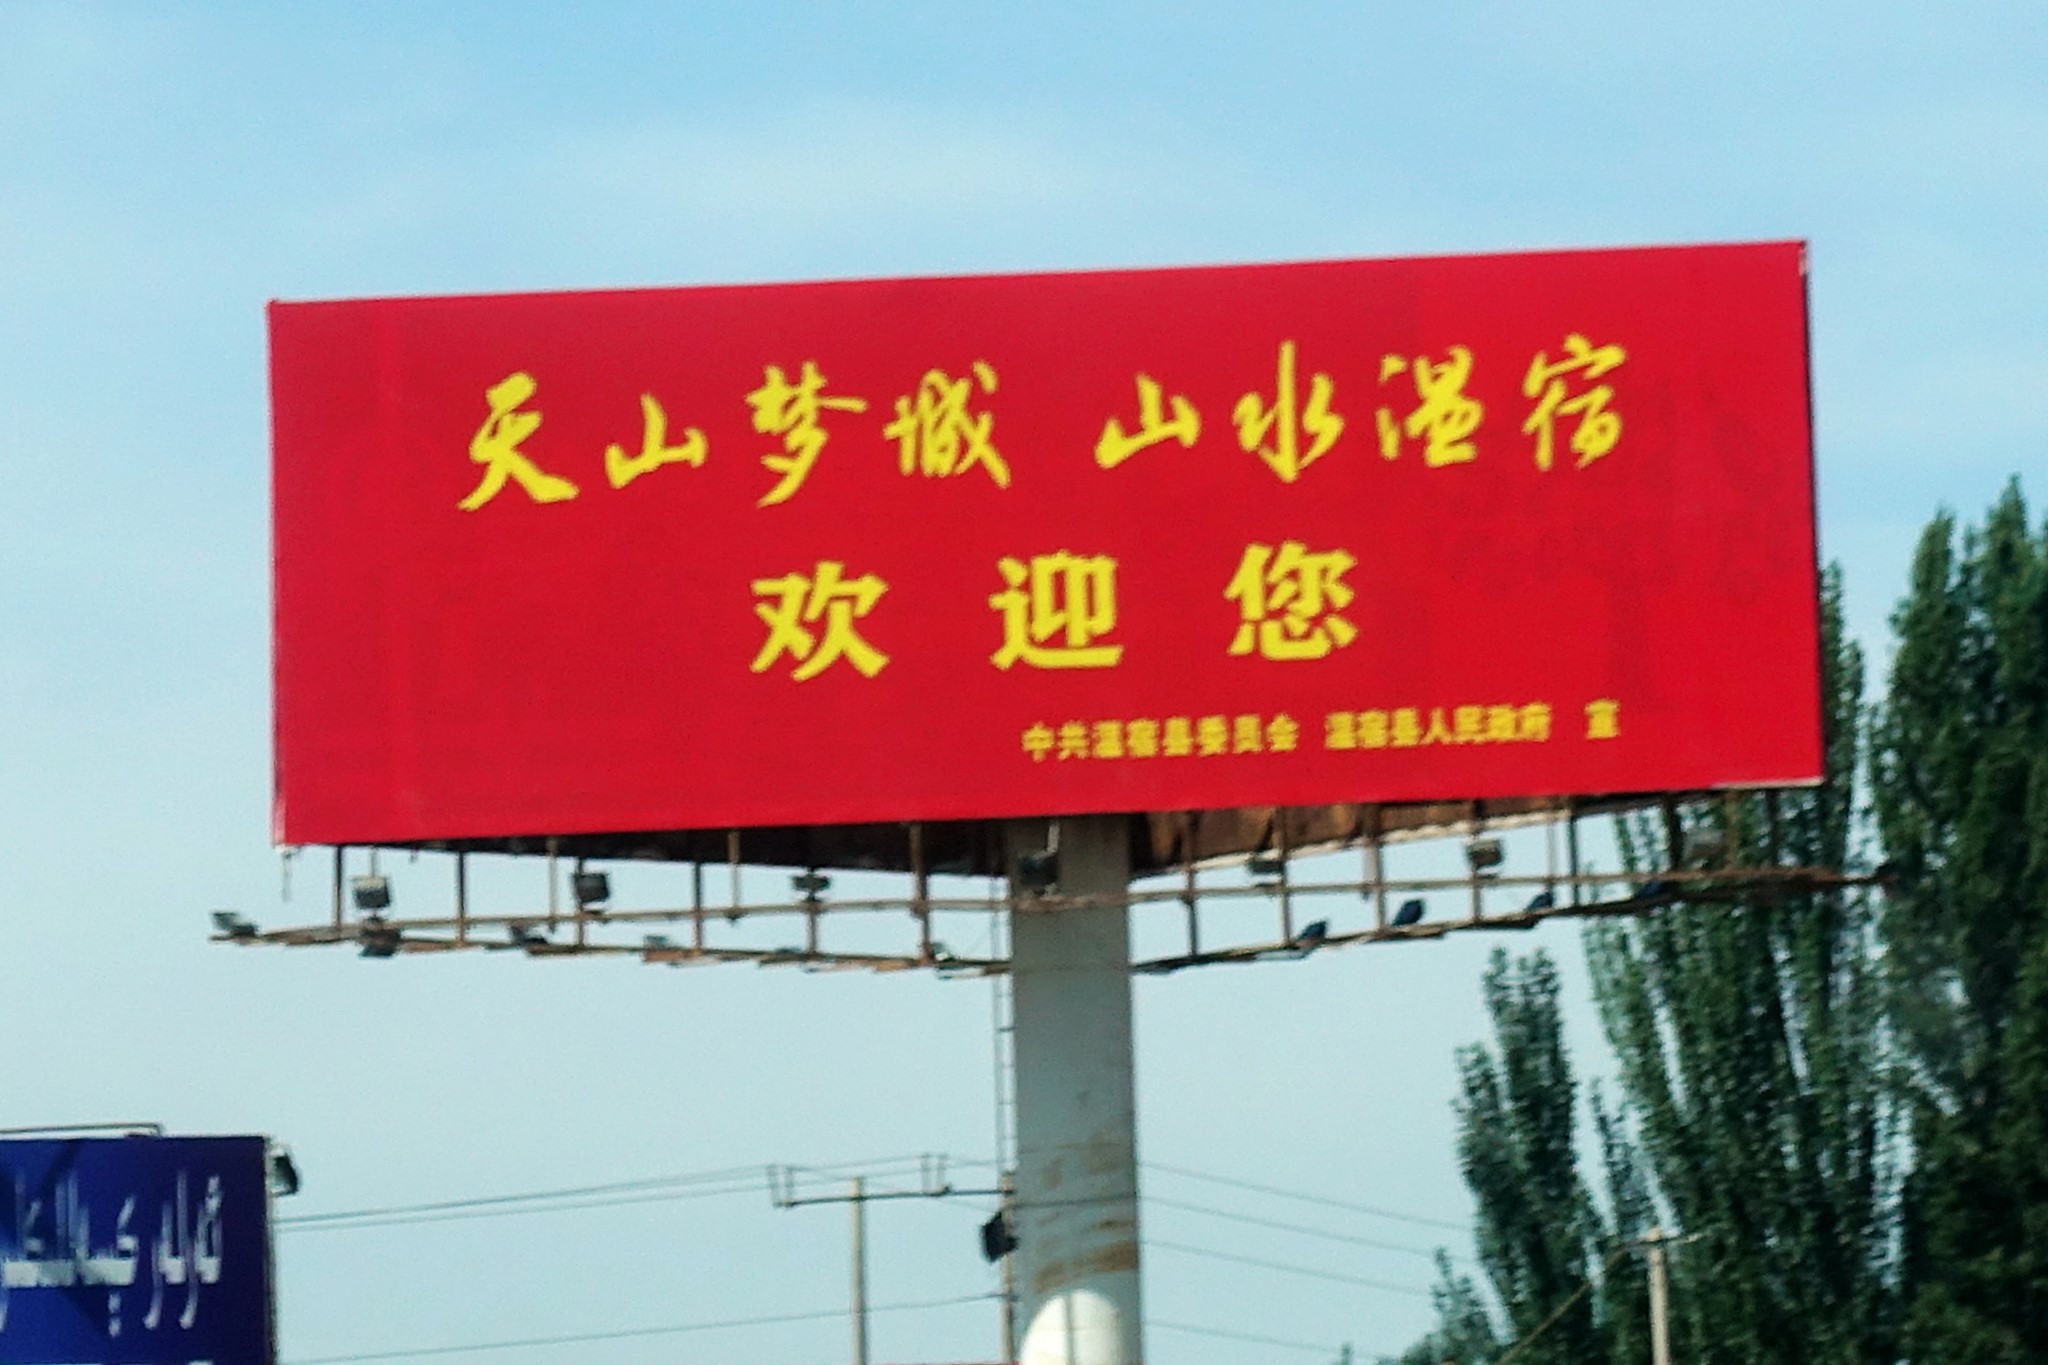 天山梦城 山水温宿
欢迎您
中共温宿县委员会 温宿县人民政府 宣